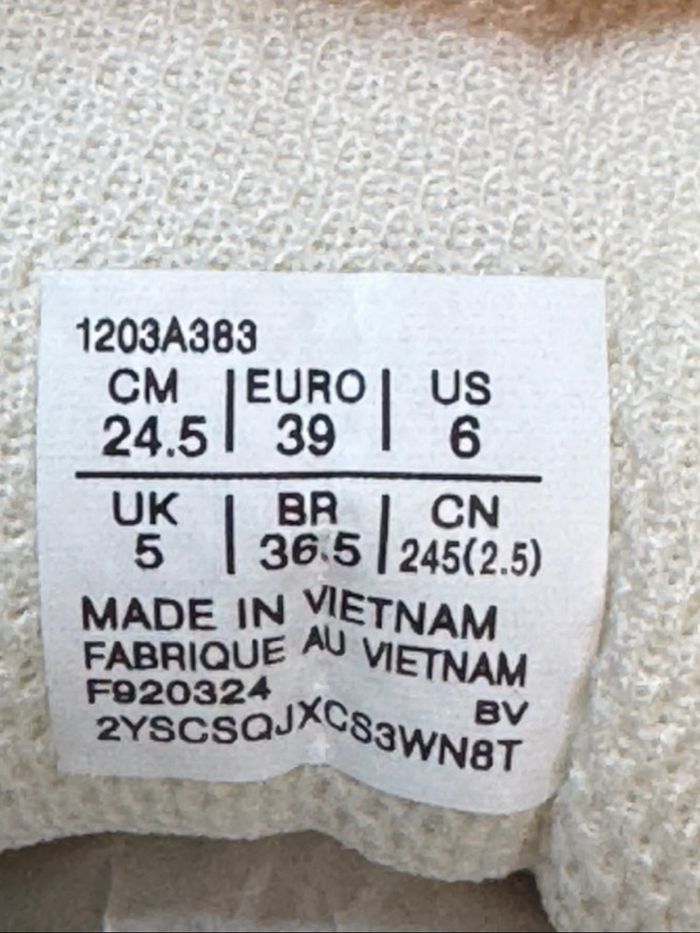 1203A383
CM | EURO | US
24.5 | 39 | 6
UK | BR | CN
5 | 36.5 | 245(2.5)
MADE IN VIETNAM
FABRIQUE AU VIETNAM
F920324 BV
2YSCSQJXCS3WN8T